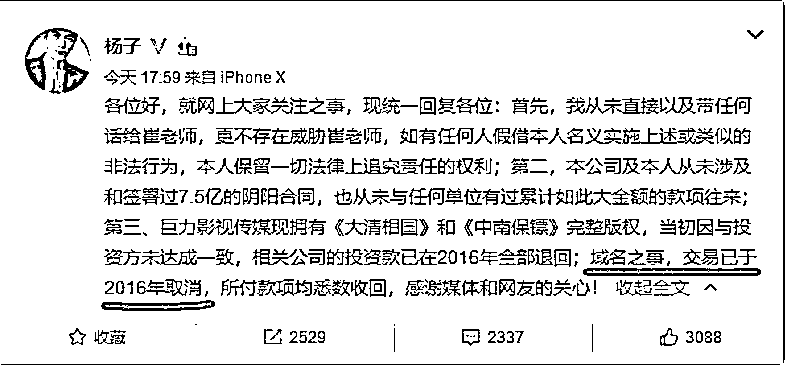 杨子
今天 17:59 来自 iPhone X
各位好，就网上大家关注之事，现统一回复各位：首先，我从未直接以及带任何
话给崔老师，更不存在威胁崔老师，如有任何人假借本人名义实施上述或类似的
非法行为，本人保留一切法律上追究责任的权利；第二，本公司及本人从未涉及
和签署过7.5亿的阴阳合同，也从未与任何单位有过累计如此大金额的款项往来；
第三、巨力影视传媒现拥有《大清相国》和《中南保镖》完整版权，当初因与投
资方未达成一致，相关公司的投资款已在2016年全部退回；域名之事，交易已于
2016年取消，所付款项均悉数收回，感谢媒体和网友的关心！ 收起全文
收藏 2529 2337 3088